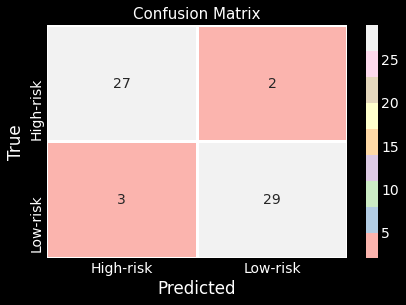 Confusion Matrix
True
High-risk
Low-risk
27
2
3
29
High-risk
Low-risk
Predicted
25
20
15
10
5